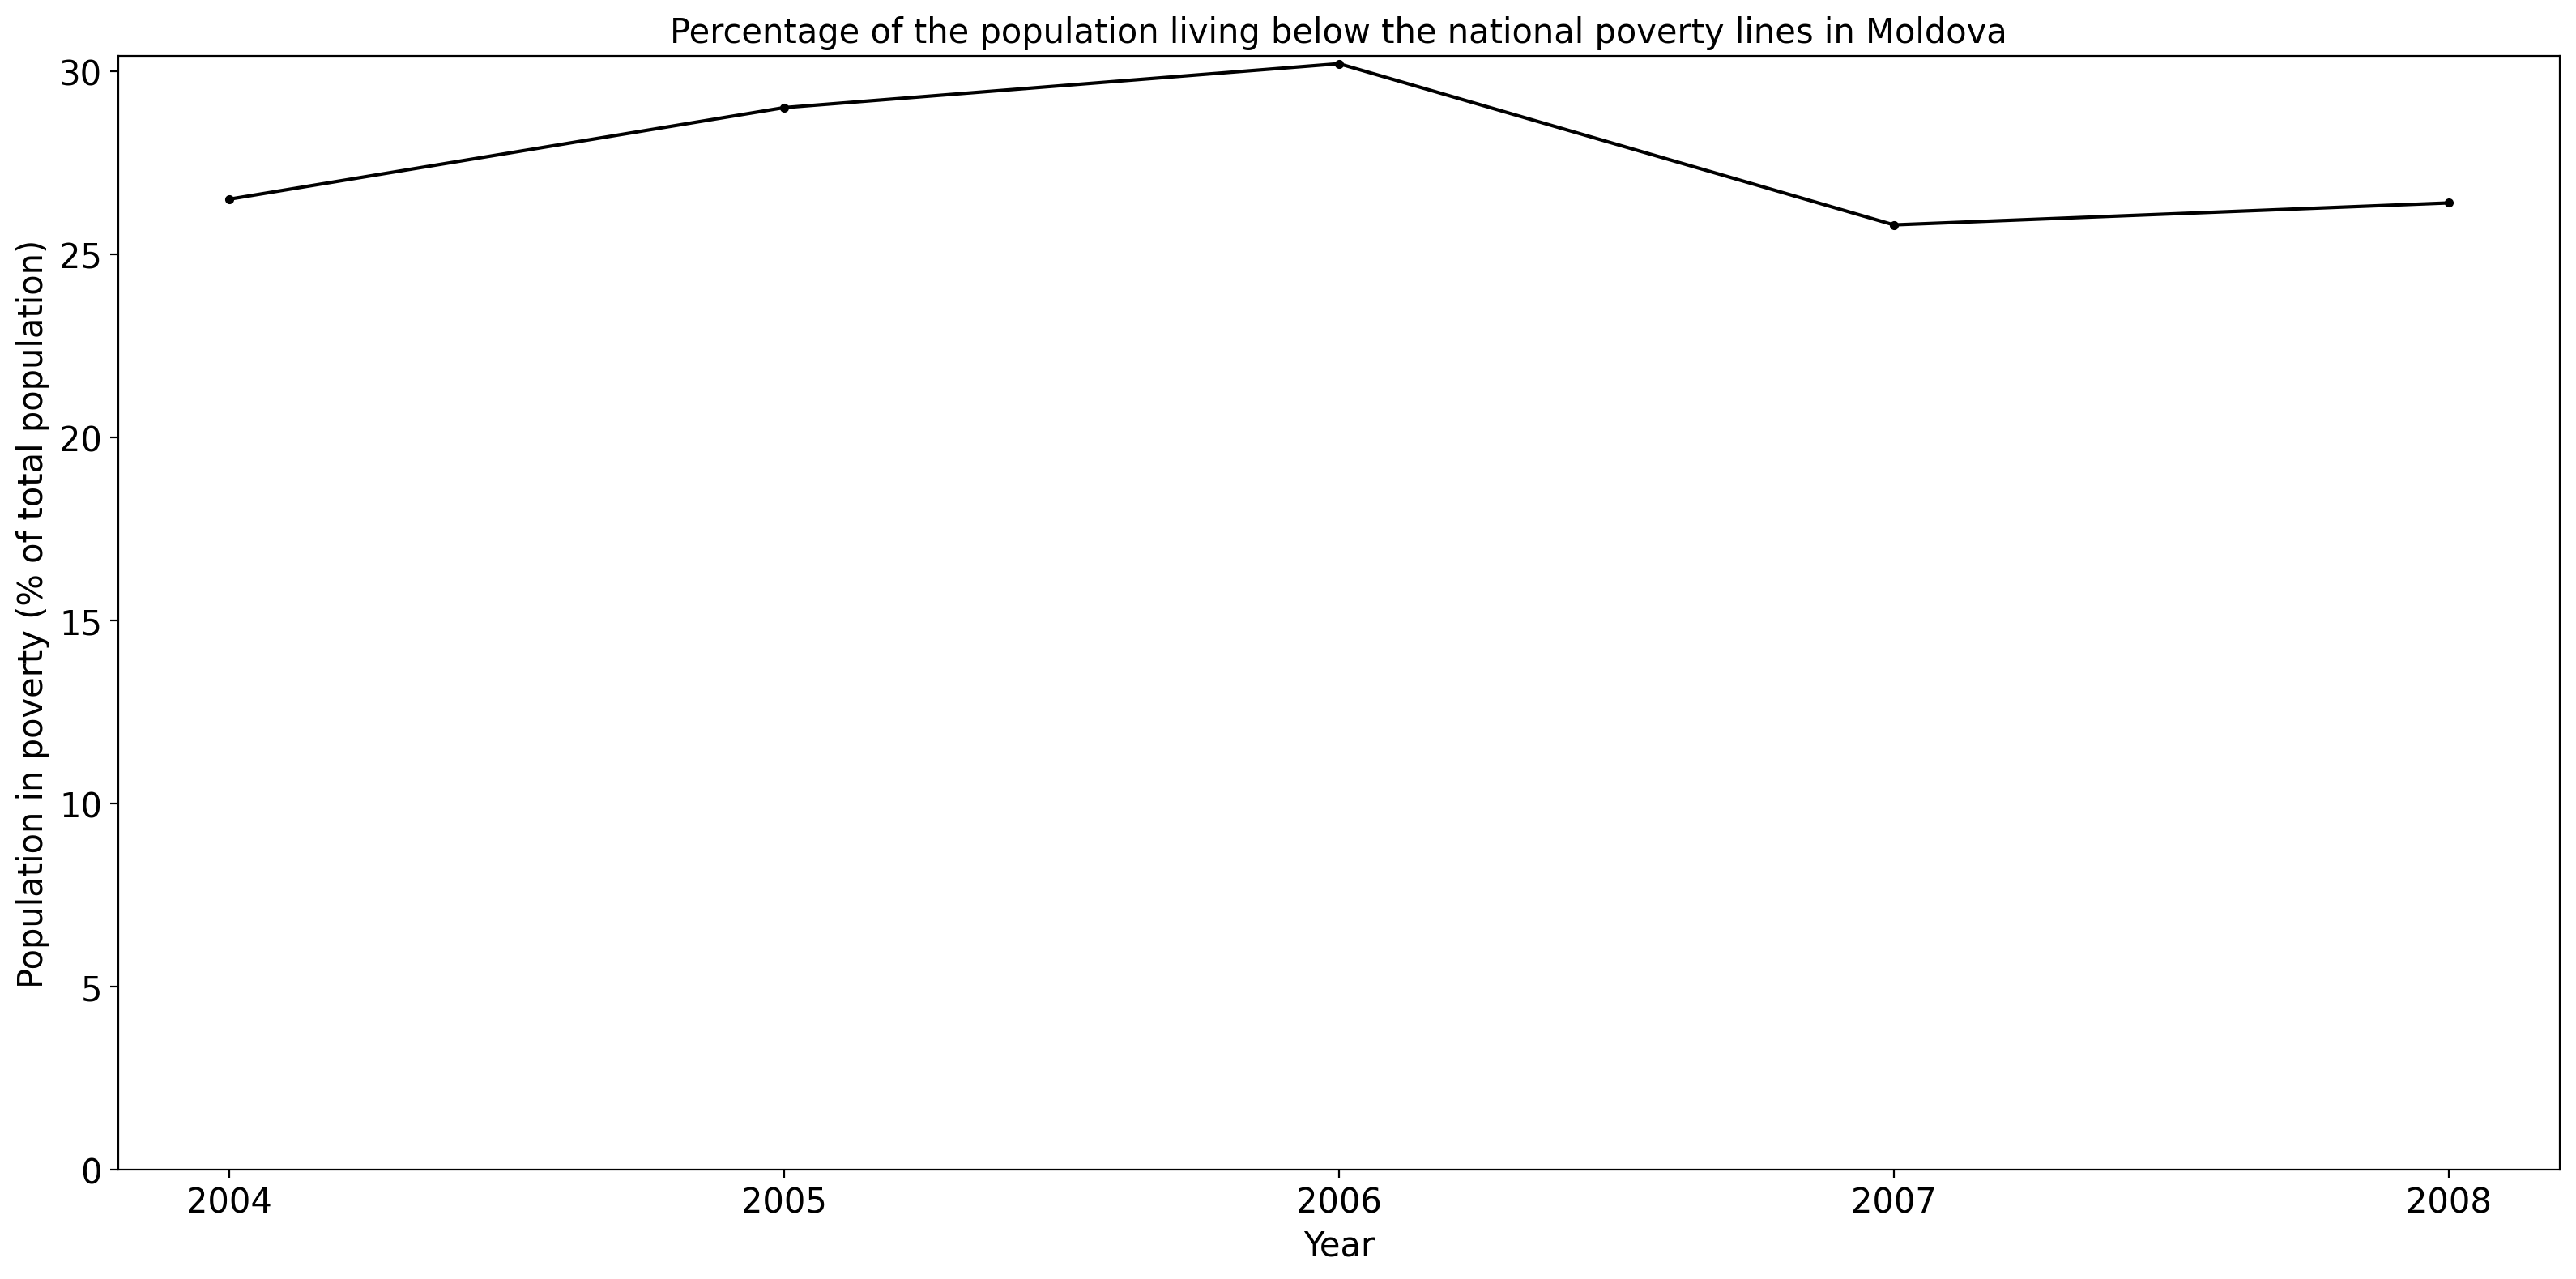 Percentage of the population living below the national poverty lines in Moldova
Population in poverty (% of total population)
30
25
20
15
10
5
0
2004 2005 2006 2007 2008
Year